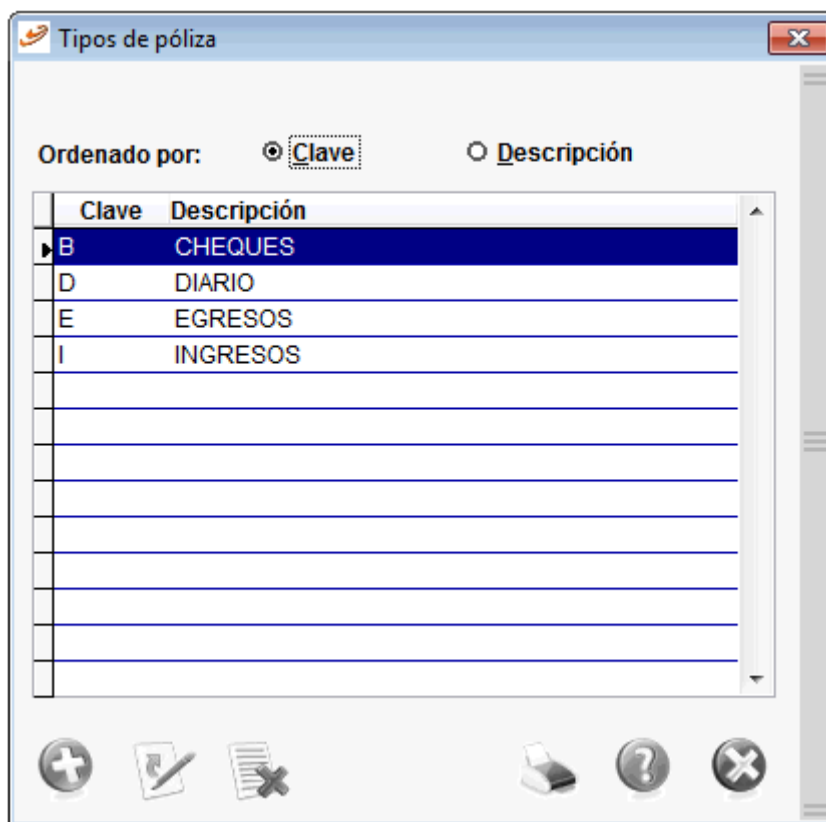 Tipos de póliza
Ordenado por: Clave Descripción
Clave Descripción
B CHEQUES
D DIARIO
E EGRESOS
I INGRESOS